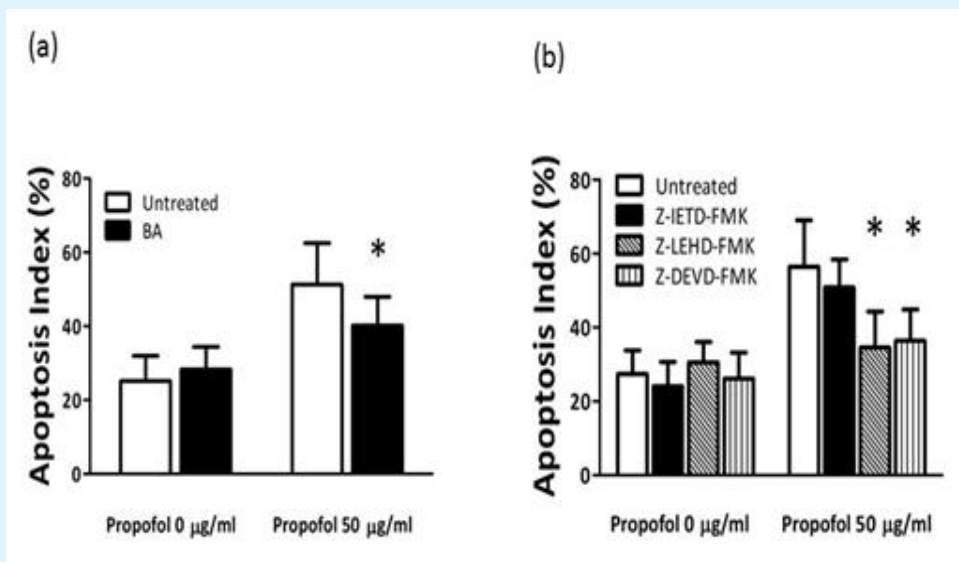 (a)
Apoptosis Index (%)
80
60
40
20
0
Untreated
BA
*
Propofol 0 μg/ml
Propofol 50 μg/ml
(b)
Apoptosis Index (%)
80
60
40
20
0
Untreated
Z-IETD-FMK
Z-LEHD-FMK
Z-DEVD-FMK
* *
Propofol 0 μg/ml
Propofol 50 μg/ml